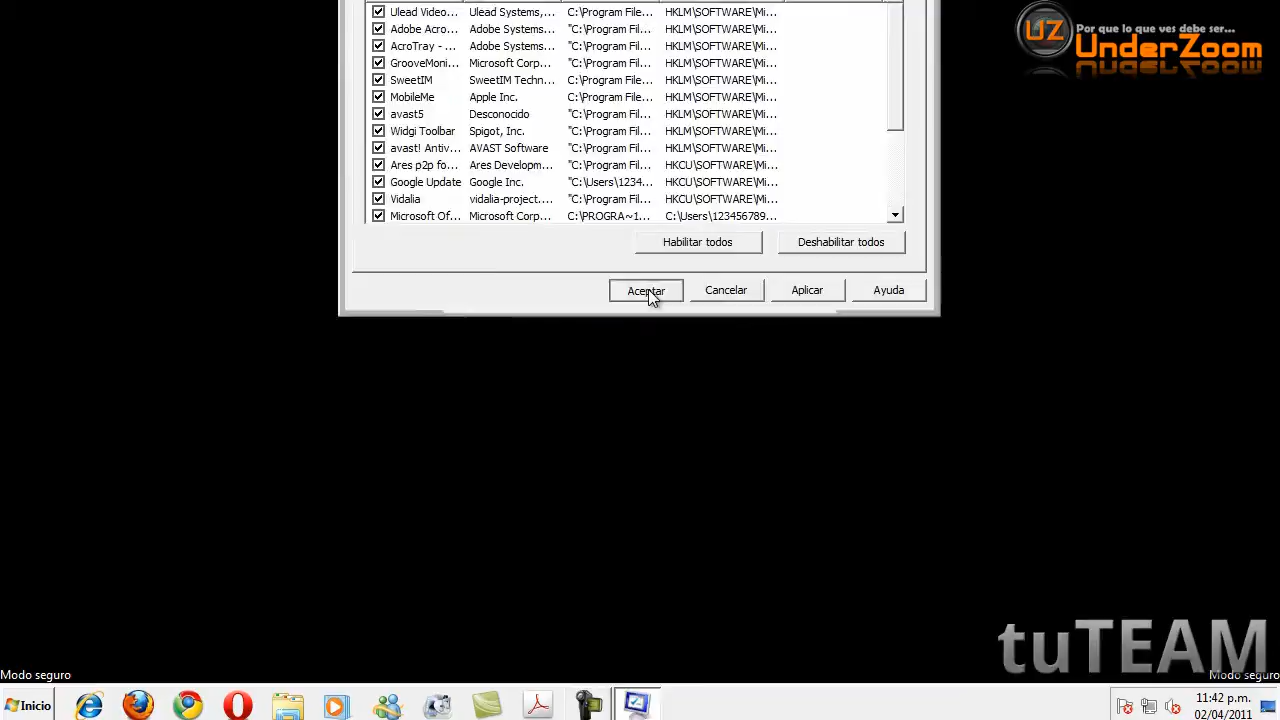 Ulead Video... Ulead Systems,... C:\Program File... HKLM\SOFTWARE\Mi...
Adobe Acro... Adobe Systems... "C:\Program Fil... HKLM\SOFTWARE\Mi...
AcroTray - ... Adobe Systems... "C:\Program Fil... HKLM\SOFTWARE\Mi...
GrooveMoni... Microsoft Corp... "C:\Program Fil... HKLM\SOFTWARE\Mi...
SweetIM SweetIM Techn... C:\Program File... HKLM\SOFTWARE\Mi...
MobileMe Apple Inc. C:\Program File... HKLM\SOFTWARE\Mi...
avast5 Desconocido "C:\Program Fil... HKLM\SOFTWARE\Mi...
Widgi Toolbar Spigot, Inc. "C:\Program Fil... HKLM\SOFTWARE\Mi...
avast! Antiv... AVAST Software "C:\Program Fil... HKLM\SOFTWARE\Mi...
Ares p2p fo... Ares Developm... "C:\Program Fil... HKCU\SOFTWARE\Mi...
Google Update Google Inc. "C:\Users\1234... HKCU\SOFTWARE\Mi...
Vidalia vidalia-project.... "C:\Program Fil... HKCU\SOFTWARE\Mi...
Microsoft Of... Microsoft Corp... C:\PROGRA~1... C:\Users\123456789...
Habilitar todos Deshabilitar todos
Aceptar Cancelar Aplicar Ayuda
UZ
Por que lo que ves debe ser...
UnderZoom
tuTEAM
Modo seguro Modo seguro
Inicio
11:42 p.m.
02/04/2011